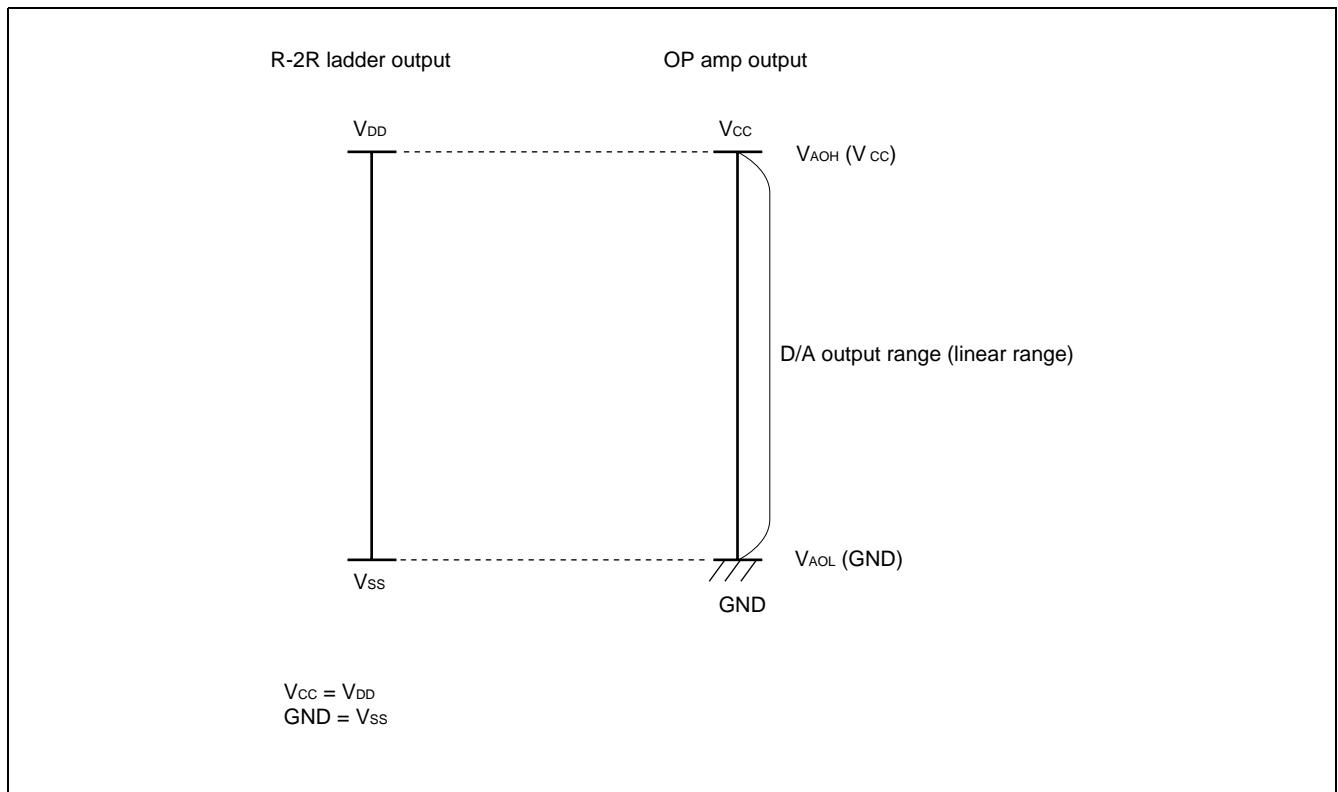 R-2R ladder output
OP amp output
VDD
VCC
VAOH (VCC)
D/A output range (linear range)
VSS
VAOL (GND)
GND
VCC = VDD
GND = VSS